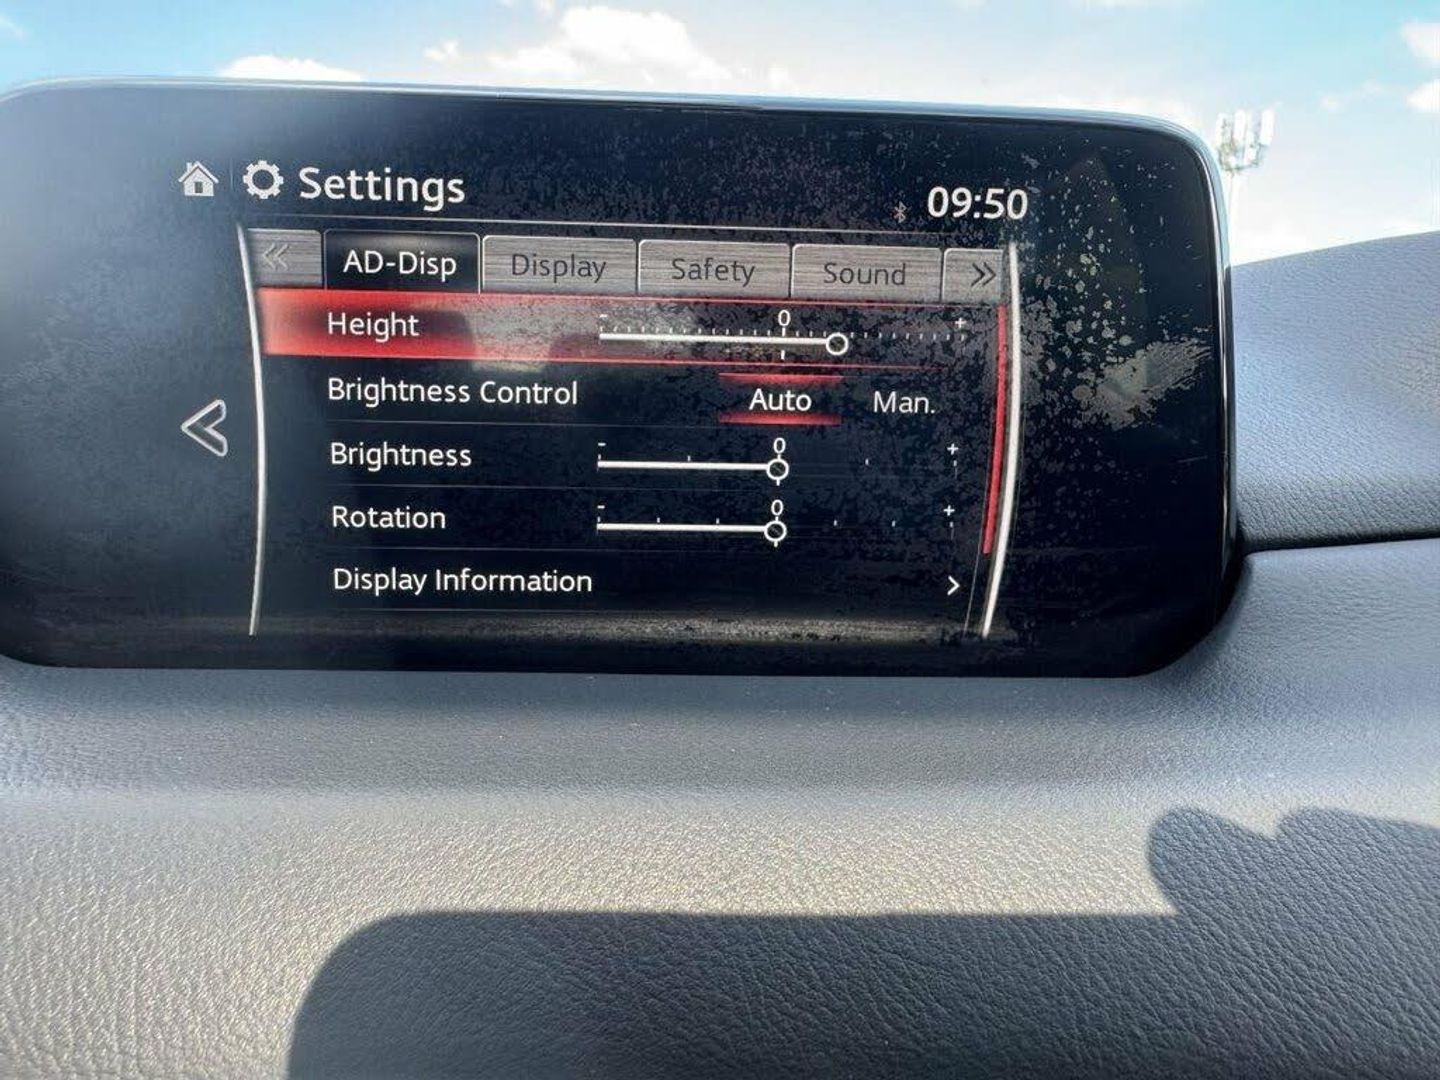 Settings
09:50
AD-Disp Display Safety Sound
Height - 0 +
Brightness Control Auto Man.
Brightness - 0 +
Rotation - 0 +
Display Information